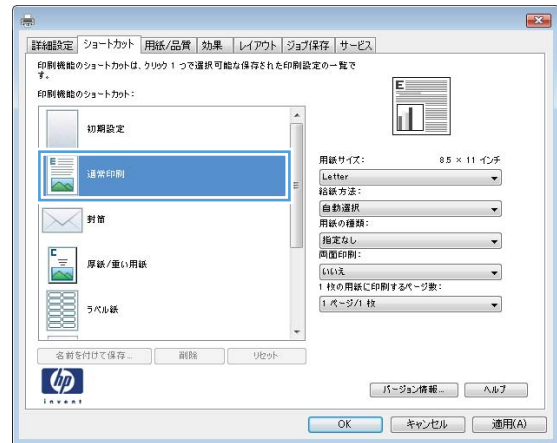 詳細設定 ショートカット 用紙/品質 効果 レイアウト ジョブ保存 サービス
印刷機能のショートカットは、クリック 1 つで選択可能な保存された印刷設定の一覧で
す。
印刷機能のショートカット:
初期設定
通常印刷
封筒
厚紙/重い用紙
ラベル紙
名前を付けて保存... 削除 リセット
E
用紙サイズ: 8.5 × 11 インチ
Letter
給紙方法:
自動選択
用紙の種類:
指定なし
両面印刷:
いいえ
1 枚の用紙に印刷するページ数:
1 ページ/1 枚
hp
invent
バージョン情報... ヘルプ
OK キャンセル 適用(A)